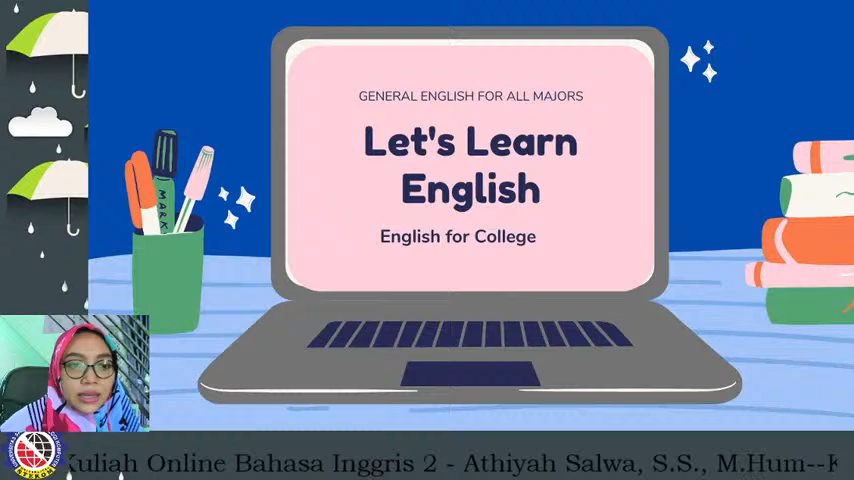 GENERAL ENGLISH FOR ALL MAJORS
Let's Learn
English
English for College
MARK
Kuliah Online Bahasa Inggris 2 - Athiyah Salwa, S.S., M.Hum--K